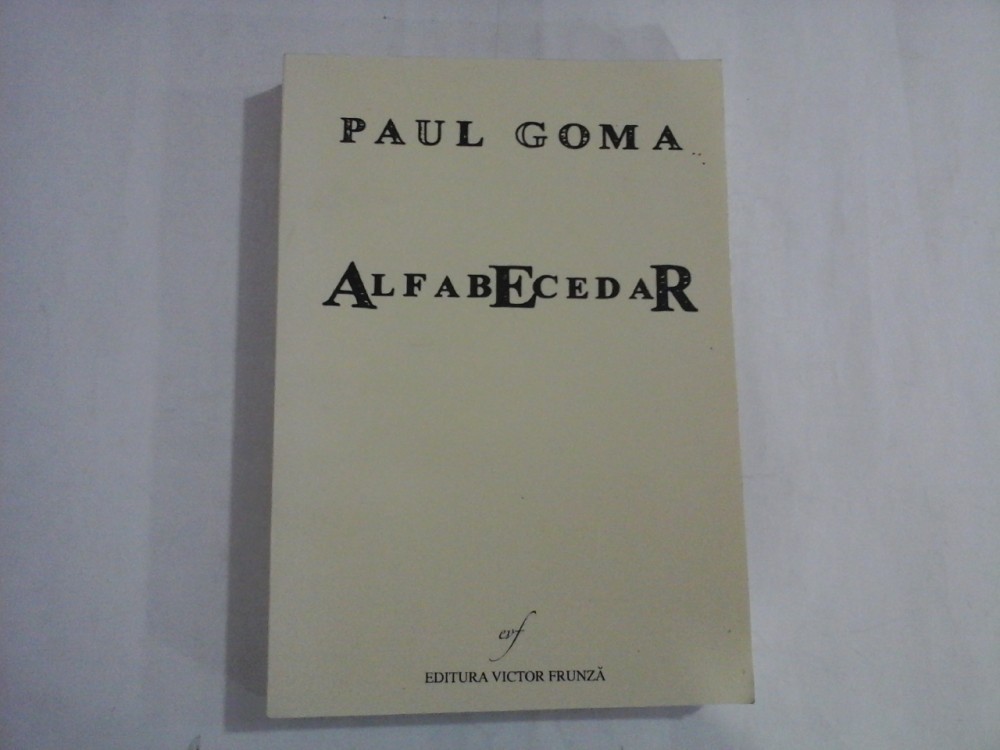 PAUL GOMA
ALFABECEDAR
evf
EDITURA VICTOR FRUNZĂ